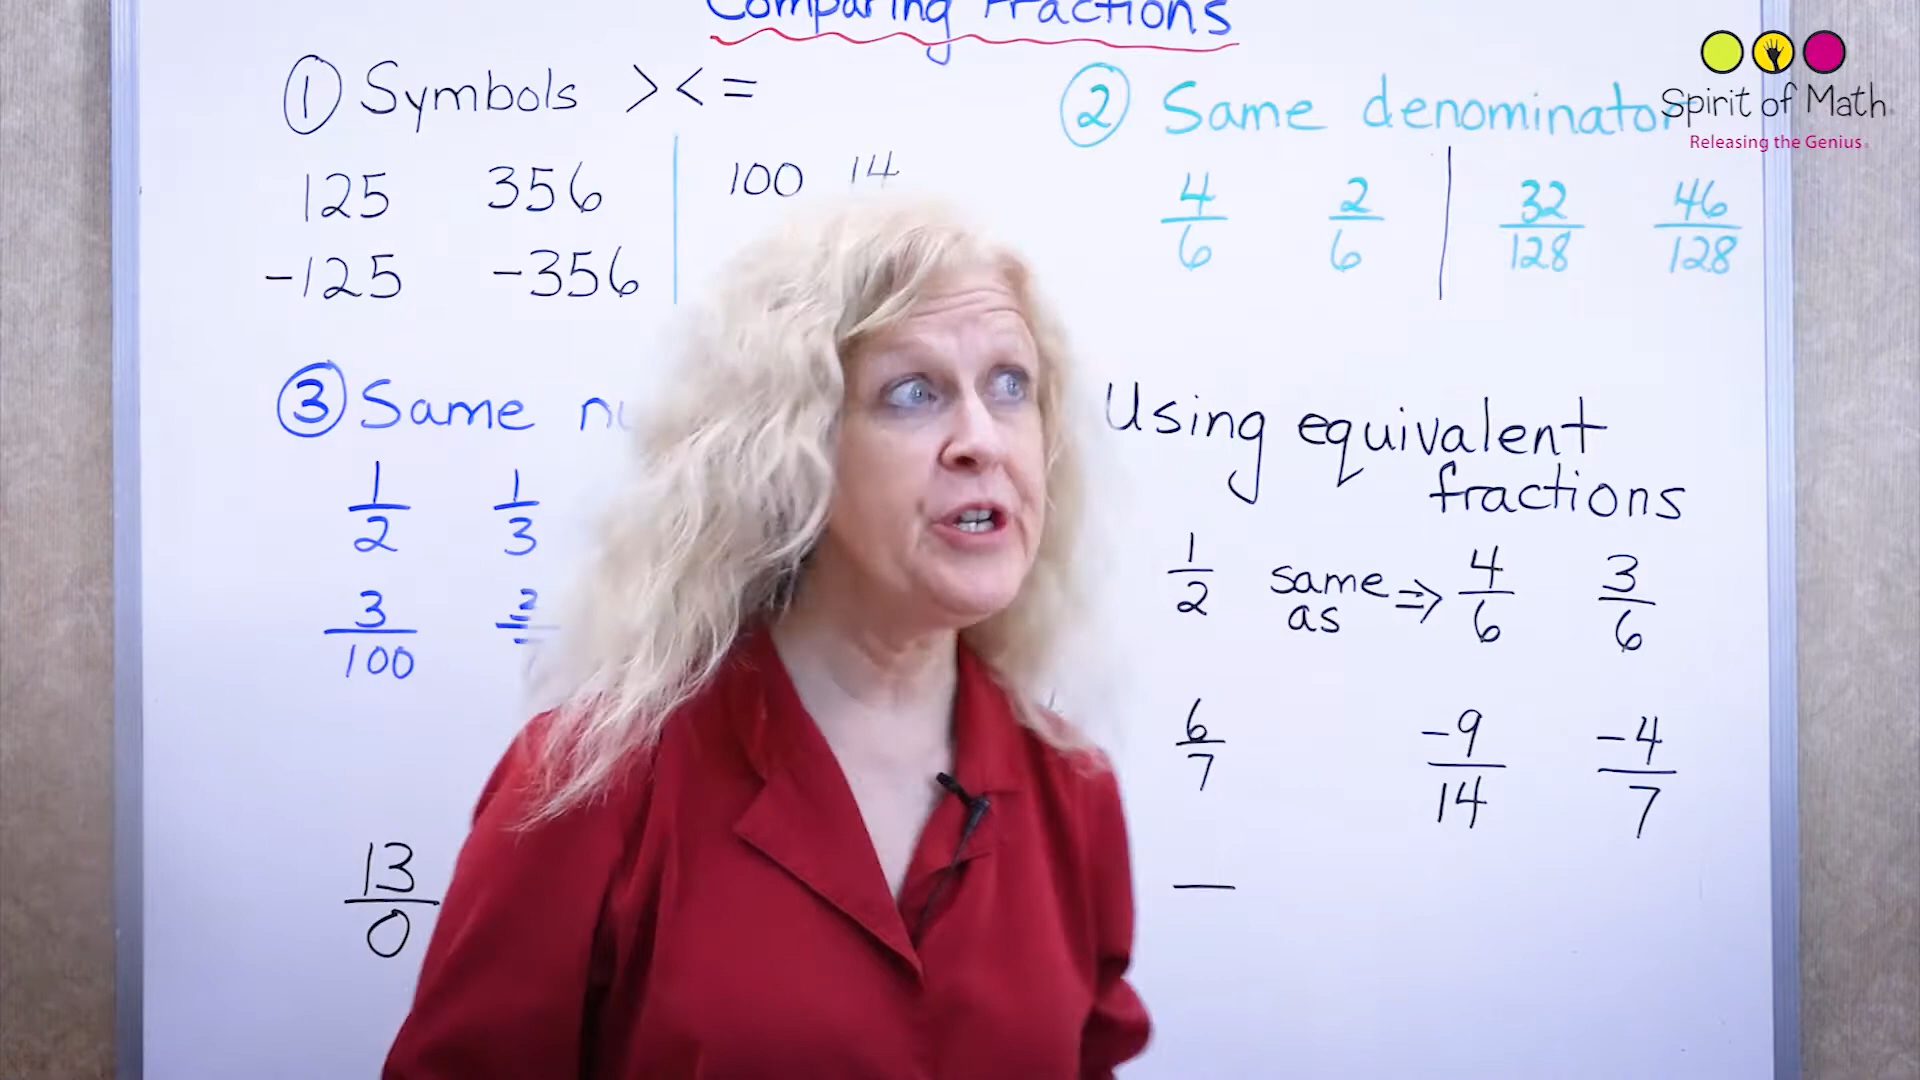 Comparing Fractions
① Symbols > < =
125 356 100 14
-125 -356
② Same denominator
4/6 2/6 32/128 46/128
Spirit of Math
Releasing the Genius
③ Same
1/2 1/3
3/100
13/0
Using equivalent
fractions
1/2 same as => 4/6 3/6
6/7 -9/14 -4/7